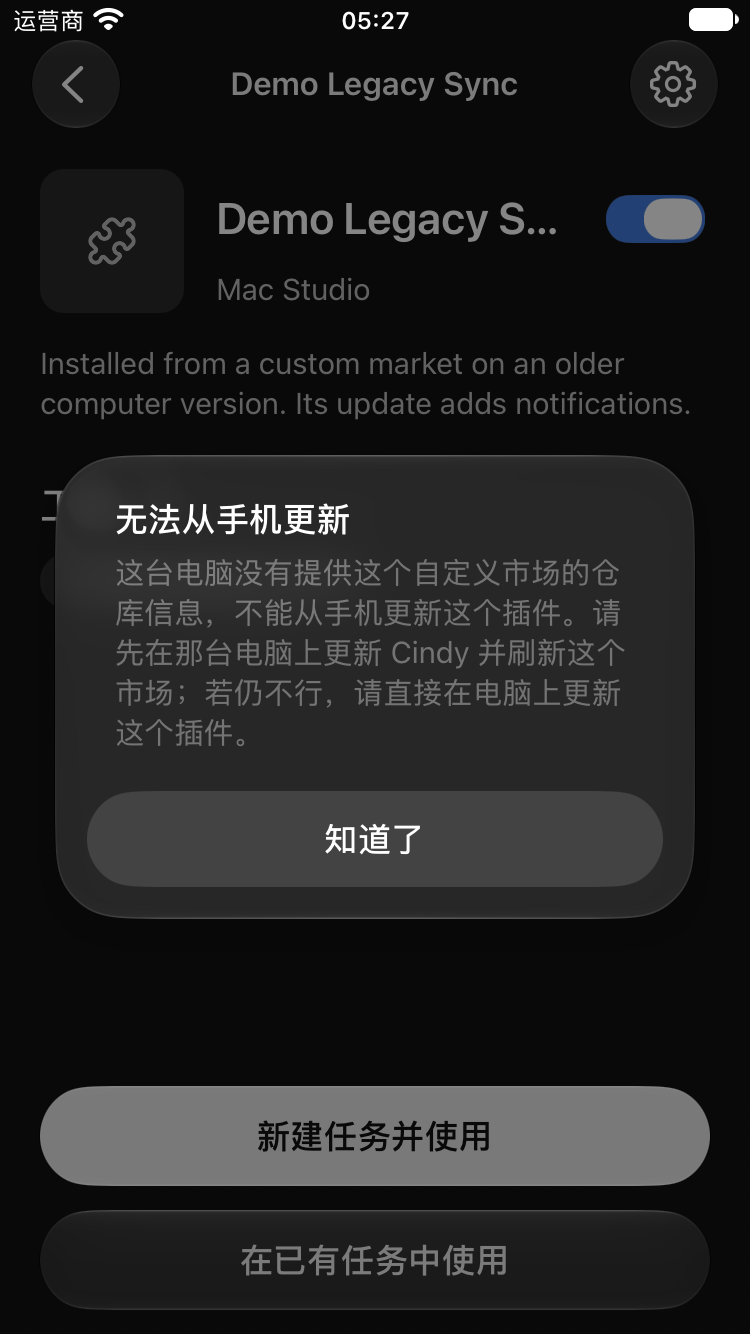 运营商
05:27
Demo Legacy Sync
Demo Legacy S...
Mac Studio
Installed from a custom market on an older
computer version. Its update adds notifications.
无法从手机更新
这台电脑没有提供这个自定义市场的仓
库信息，不能从手机更新这个插件。请
先在那台电脑上更新 Cindy 并刷新这个
市场；若仍不行，请直接在电脑上更新
这个插件。
知道了
新建任务并使用
在已有任务中使用